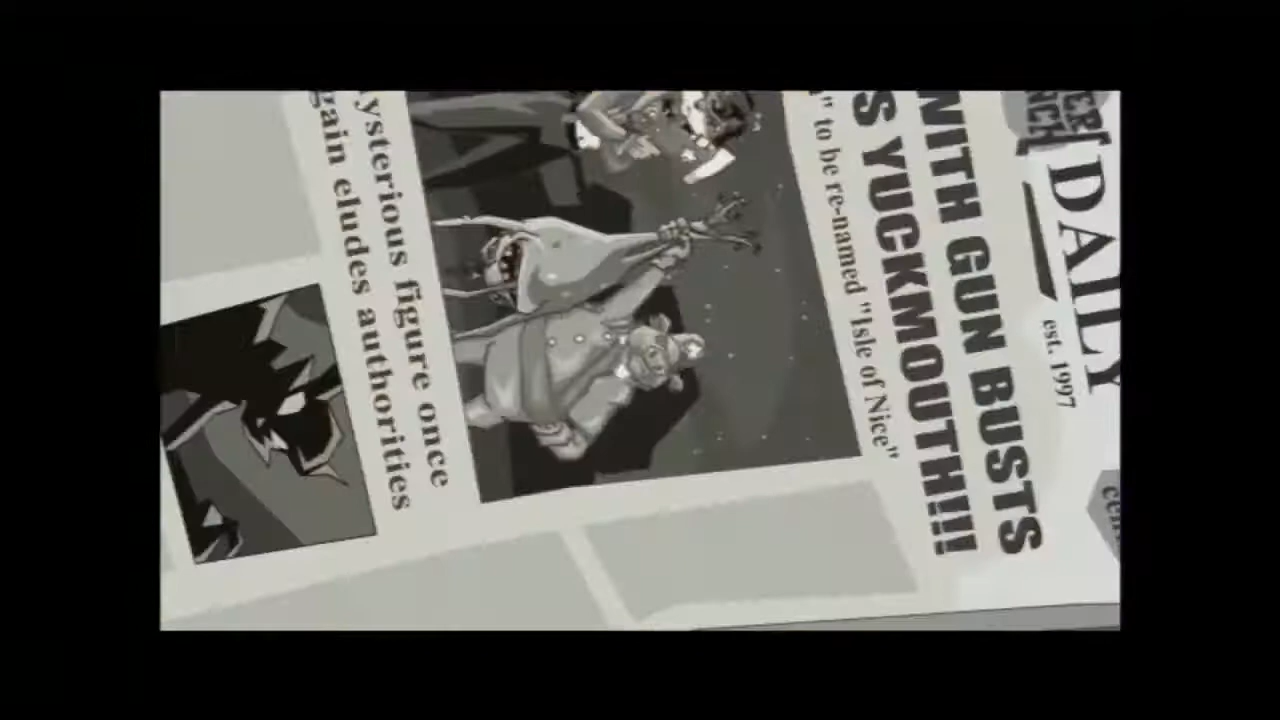 DAILY
est. 1997
WITH GUN BUSTS
S YUCKMOUTH!!!
to be re-named "Isle of Nice"
ysterious figure once
gain eludes authorities